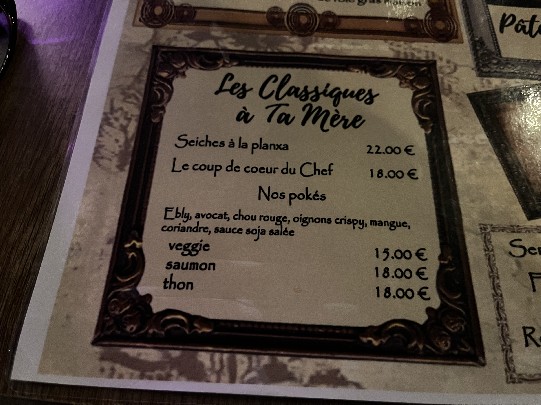 Les Classiques
à Ta Mère
Seiches à la planxa 22.00 €
Le coup de coeur du Chef 18.00 €
Nos pokés
Ebly, avocat, chou rouge, oignons crispy, mangue,
coriandre, sauce soja salée
veggie 15.00 €
saumon 18.00 €
thon 18.00 €